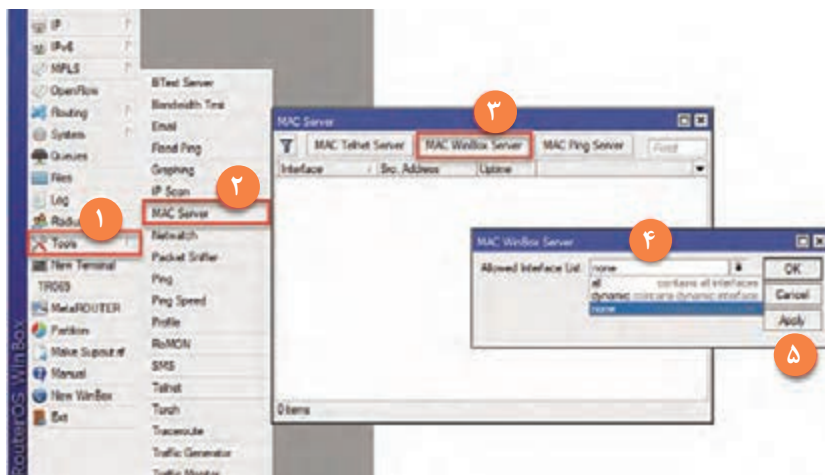 IP
IPv6
MPLS
OpenFlow
Routing
System
Queues
Files
Log
Radius
۱
Tools
New Terminal
TR069
MetaROUTER
Partition
Make Supout.rif
Manual
New WinBox
Exit
RouterOS WinBox
BTest Server
Bandwidth Test
Email
Flood Ping
Graphing
IP Scan
۲
MAC Server
Netwatch
Packet Sniffer
Ping
Ping Speed
Profile
RoMON
SMS
Telnet
Torch
Traceroute
Traffic Generator
Traffic Monitor
۳
MAC Server
MAC Telnet Server MAC WinBox Server MAC Ping Server Find
Interface Src. Address Uptime
0 items
۴
MAC WinBox Server
Allowed Interface List: none OK
all contains all interfaces
dynamic contains dynamic interface Cancel
none
Apply
۵